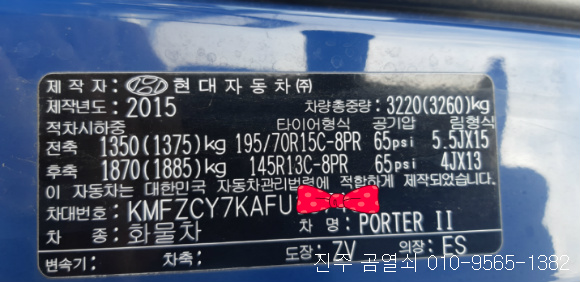 제 작 자 : 현대자동차㈜
제작년도 : 2015 차량총중량 : 3220(3260)kg
적차시하중 타이어형식 공기압 림형식
전축 1350(1375)kg 195/70R15C-8PR 65psi 5.5JX15
후축 1870(1885)kg 145R13C-8PR 65psi 4JX13
이 자동차는 대한민국 자동차관리법령에 적합하게 제작되었습니다.
차대번호 : KMFZCY7KAFU
차 종 : 화물차 차 명 : PORTER II
변속기 : 차축 : 도장 : ZV 의장 : ES
진주 곰열쇠 010-9565-1382